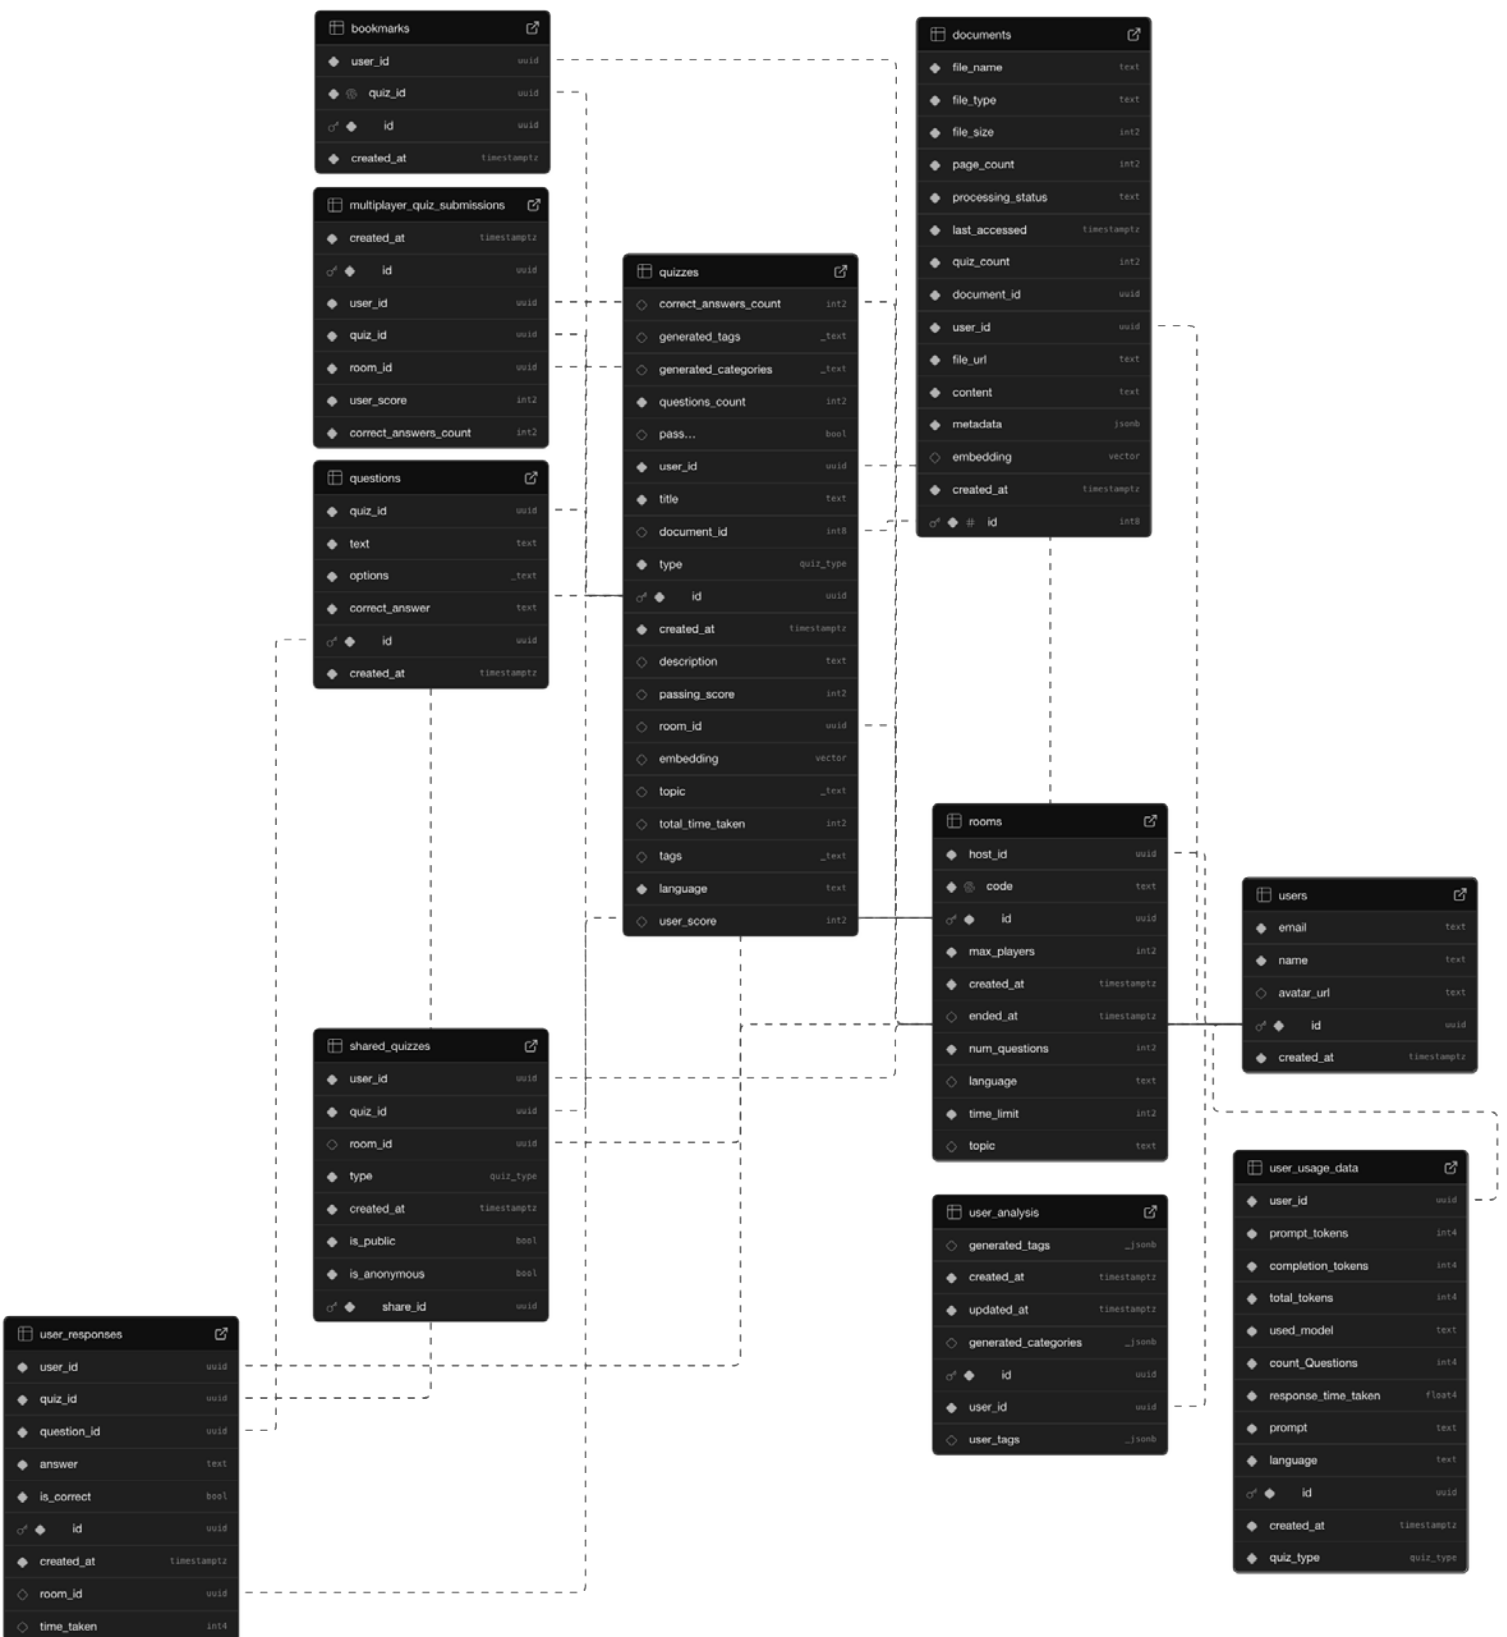 bookmarks
user_id uuid
quiz_id uuid
id uuid
created_at timestamptz
multiplayer_quiz_submissions
created_at timestamptz
id uuid
user_id uuid
quiz_id uuid
room_id uuid
user_score int2
correct_answers_count int2
questions
quiz_id uuid
text text
options _text
correct_answer text
id uuid
created_at timestamptz
quizzes
correct_answers_count int2
generated_tags _text
generated_categories _text
questions_count int2
pass... bool
user_id uuid
title text
document_id int8
type quiz_type
id uuid
created_at timestamptz
description text
passing_score int2
room_id uuid
embedding vector
topic _text
total_time_taken int2
tags _text
language text
user_score int2
documents
file_name text
file_type text
file_size int2
page_count int2
processing_status text
last_accessed timestamptz
quiz_count int2
document_id uuid
user_id uuid
file_url text
content text
metadata jsonb
embedding vector
created_at timestamptz
# id int8
rooms
host_id uuid
code text
id uuid
max_players int2
created_at timestamptz
ended_at timestamptz
num_questions int2
language text
time_limit int2
topic text
users
email text
name text
avatar_url text
id uuid
created_at timestamptz
shared_quizzes
user_id uuid
quiz_id uuid
room_id uuid
type quiz_type
created_at timestamptz
is_public bool
is_anonymous bool
share_id uuid
user_analysis
generated_tags _jsonb
created_at timestamptz
updated_at timestamptz
generated_categories _jsonb
id uuid
user_id uuid
user_tags _jsonb
user_usage_data
user_id uuid
prompt_tokens int4
completion_tokens int4
total_tokens int4
used_model text
count_Questions int4
response_time_taken float4
prompt text
language text
id uuid
created_at timestamptz
quiz_type quiz_type
user_responses
user_id uuid
quiz_id uuid
question_id uuid
answer text
is_correct bool
id uuid
created_at timestamptz
room_id uuid
time_taken int4